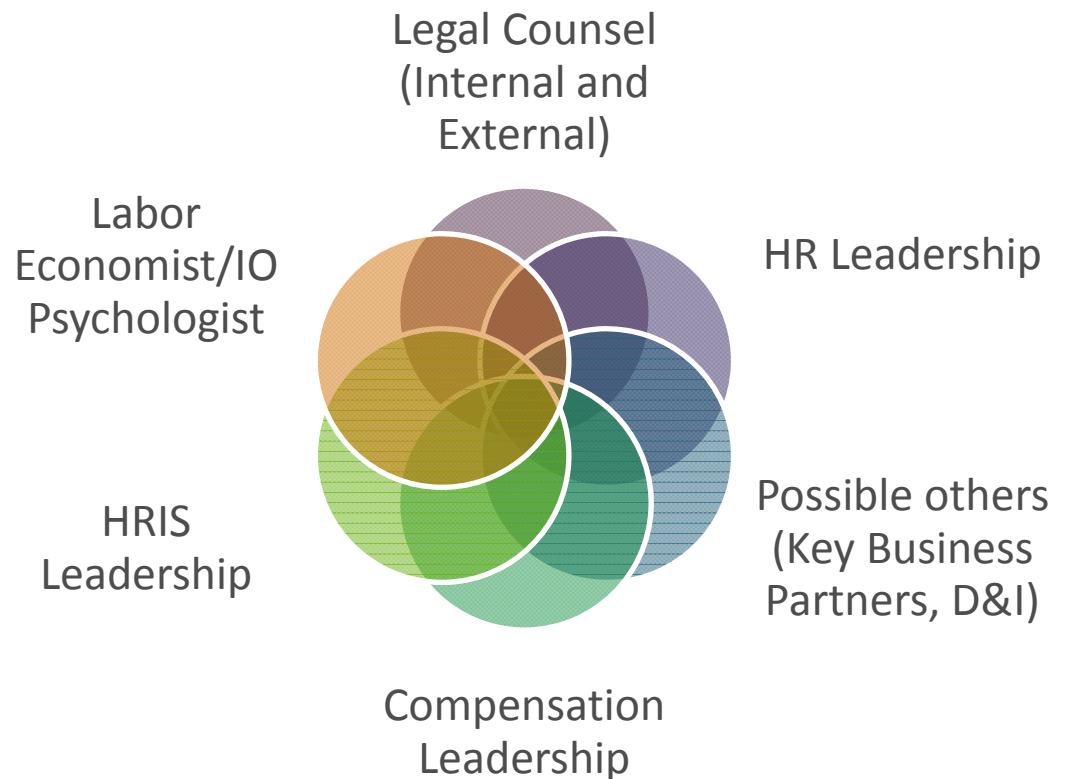 Legal Counsel
(Internal and
External)
Labor
Economist/IO
Psychologist
HR Leadership
HRIS
Leadership
Possible others
(Key Business
Partners, D&I)
Compensation
Leadership